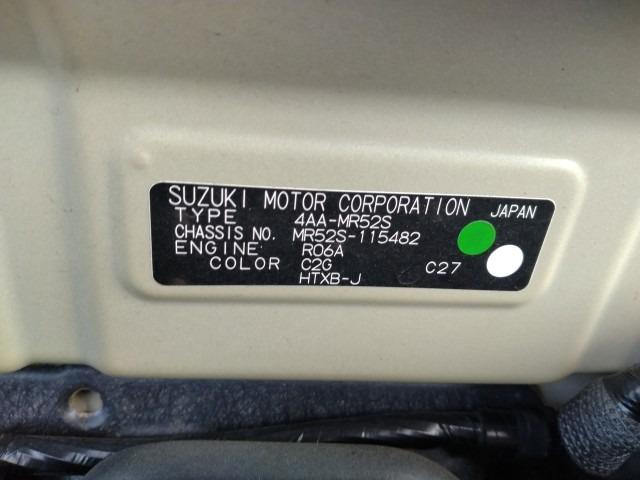 SUZUKI MOTOR CORPORATION JAPAN
TYPE 4AA-MR52S
CHASSIS NO. MR52S-115482
ENGINE R06A
COLOR C2G C27
HTXB-J